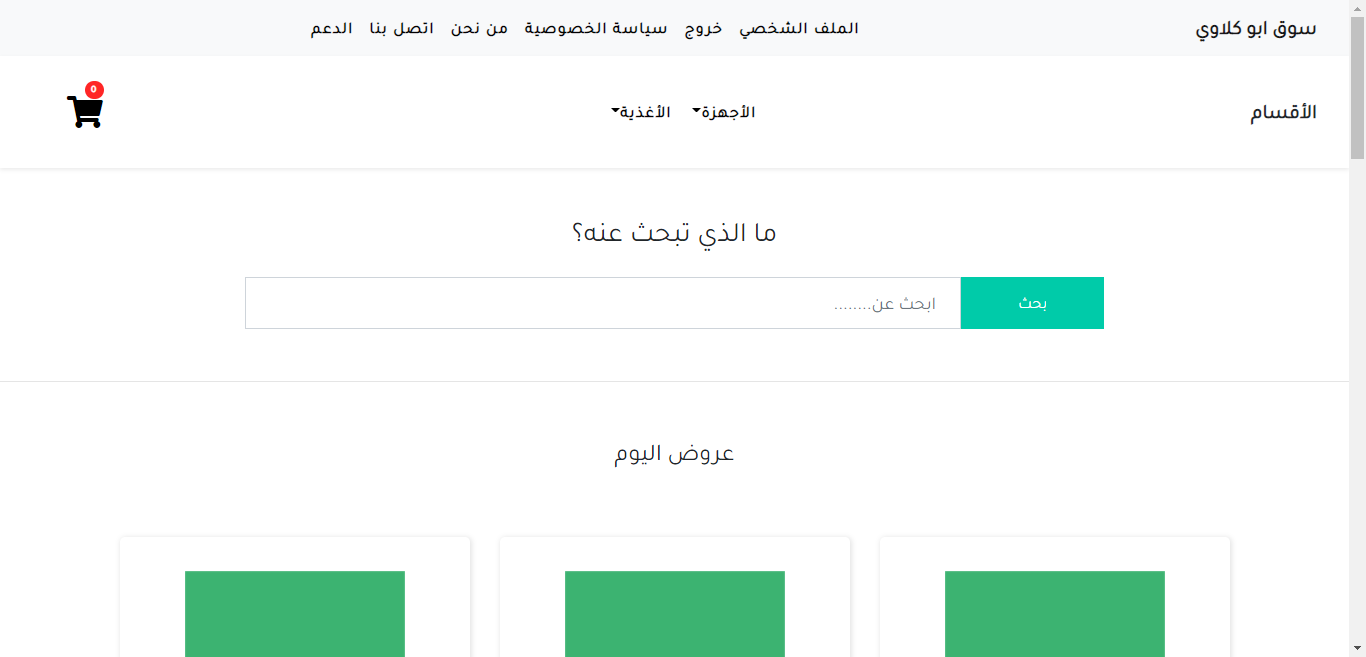 سوق ابو كلاوي
الملف الشخصي خروج سياسة الخصوصية من نحن اتصل بنا الدعم
الأقسام
الأجهزة الأغذية
0
ما الذي تبحث عنه؟
بحث
ابحث عن........
عروض اليوم